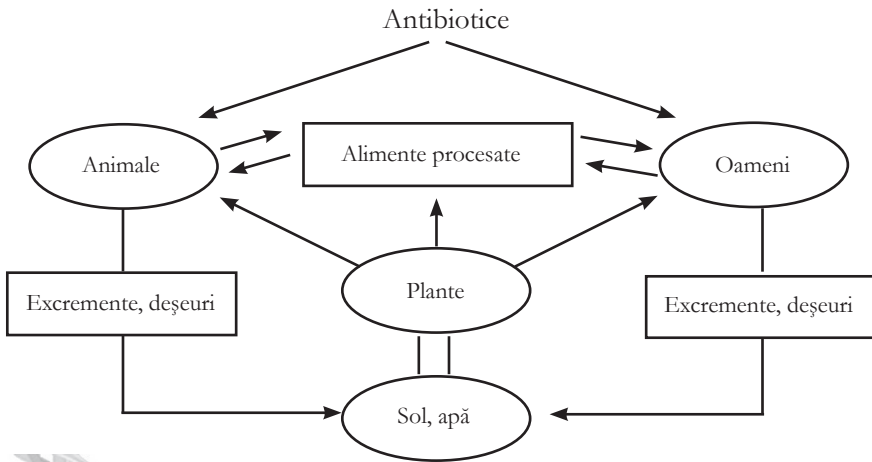 Antibiotice
Animale
Alimente procesate
Oameni
Excremente, deşeuri
Plante
Excremente, deşeuri
Sol, apă